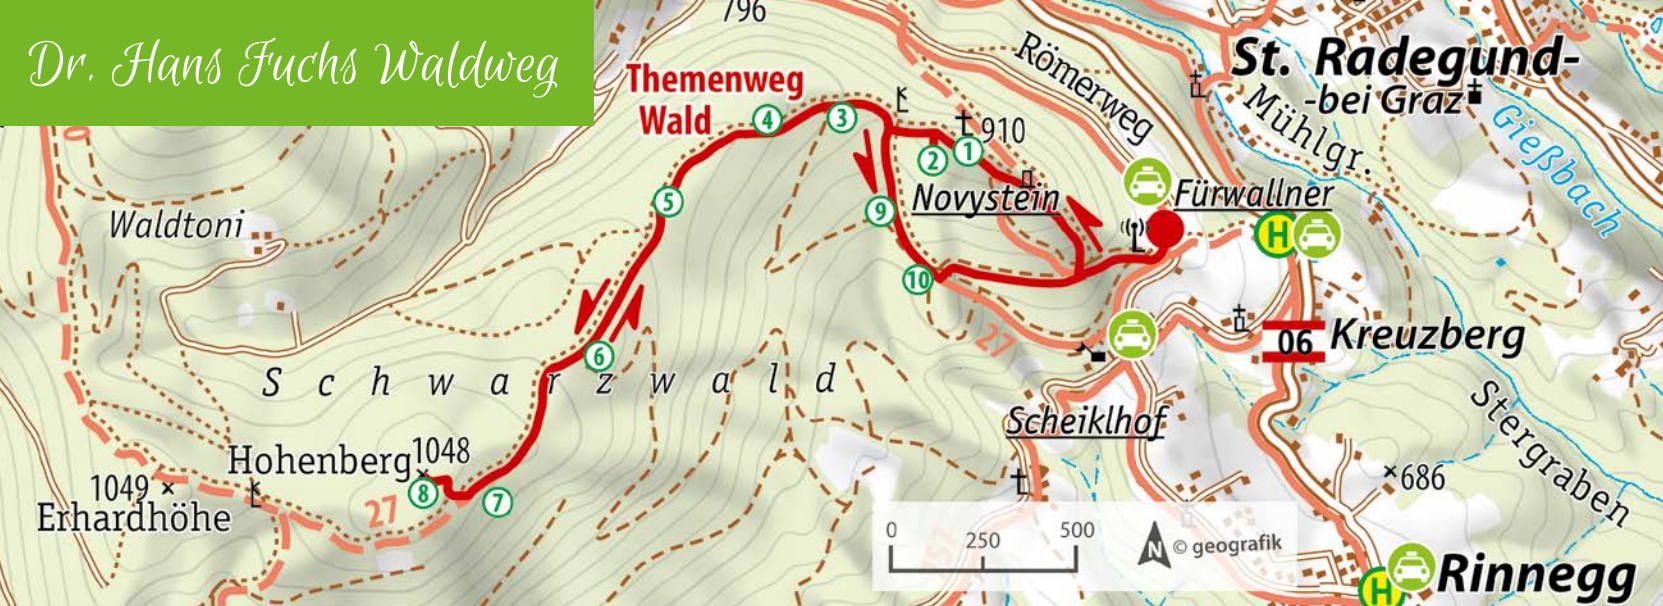 Dr. Hans Fuchs Waldweg
796
Themenweg
Wald
Römerweg
St. Radegund-
-bei Graz
Mühlgr.
Gießbach
4
3
910
2
1
5
Novystein
Fürwallner
Waldtoni
9
H
10
27
6
06
Kreuzberg
Schwarzwald
Scheiklhof
Stergraben
Hohenberg
1048
1049
Erhardhöhe
8
7
27
686
0
250
500
N
© geografik
H
Rinnegg